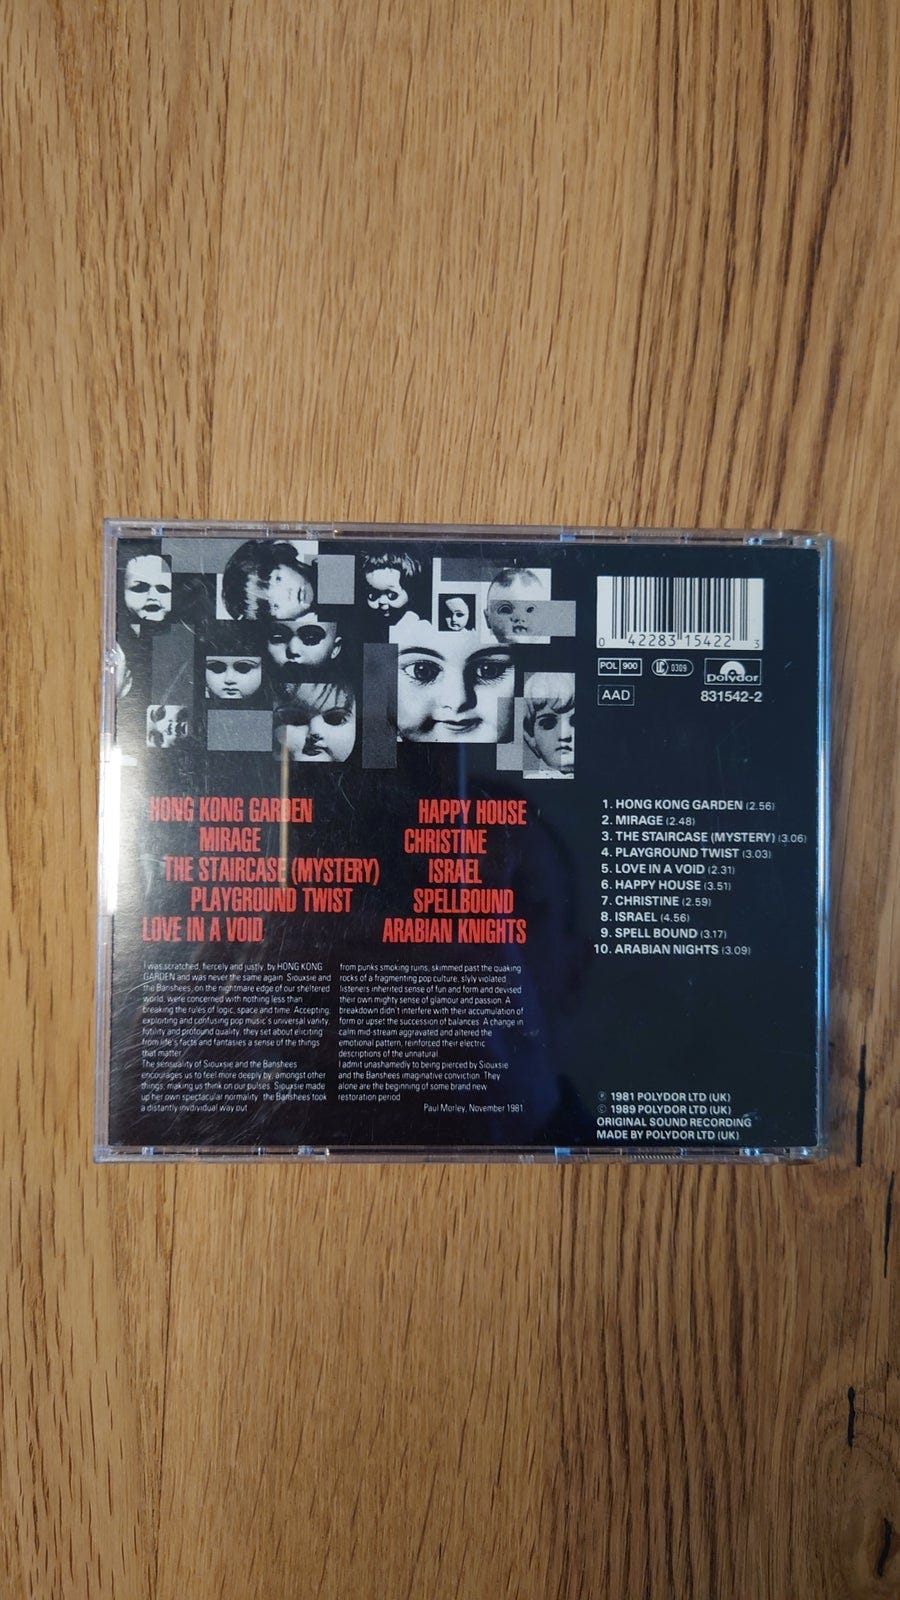 0 42283 15422 3
POL 900 LC 0309 polydor
AAD 831542-2
HONG KONG GARDEN
MIRAGE
THE STAIRCASE (MYSTERY)
PLAYGROUND TWIST
LOVE IN A VOID
HAPPY HOUSE
CHRISTINE
ISRAEL
SPELLBOUND
ARABIAN KNIGHTS
1. HONG KONG GARDEN (2.56)
2. MIRAGE (2.48)
3. THE STAIRCASE (MYSTERY) (3.06)
4. PLAYGROUND TWIST (3.03)
5. LOVE IN A VOID (2.31)
6. HAPPY HOUSE (3.51)
7. CHRISTINE (2.59)
8. ISRAEL (4.56)
9. SPELL BOUND (3.17)
10. ARABIAN NIGHTS (3.09)
I was scratched, fiercely and justly, by HONG KONG
GARDEN and was never the same again. Siouxsie and
the Banshees, on the nightmare edge of our sheltered
world, were concerned with nothing less than
breaking the rules of logic, space and time. Accepting,
exploiting and confusing pop music's universal vanity,
futility and profound quality, they set about eliciting
from life's facts and fantasies a sense of the things
that matter.
The sensuality of Siouxsie and the Banshees
encourages us to feel more deeply by, amongst other
things, making us think on our pulses. Siouxsie made
up her own spectacular normality: the Banshees took
a distantly individual way out
from punks smoking ruins, skimmed past the quaking
rocks of a fragmenting pop culture, slyly violated
listeners inherited sense of fun and form and devised
their own mighty sense of glamour and passion. A
breakdown didn't interfere with their accumulation of
form or upset the succession of balances. A change in
calm mid-stream aggravated and altered the
emotional pattern, reinforced their electric
descriptions of the unnatural.
I admit unashamedly to being pierced by Siouxsie
and the Banshees imaginative conviction. They
alone are the beginning of some brand new
restoration period.
Paul Morley, November 1981
℗ 1981 POLYDOR LTD (UK)
© 1989 POLYDOR LTD (UK)
ORIGINAL SOUND RECORDING
MADE BY POLYDOR LTD (UK)